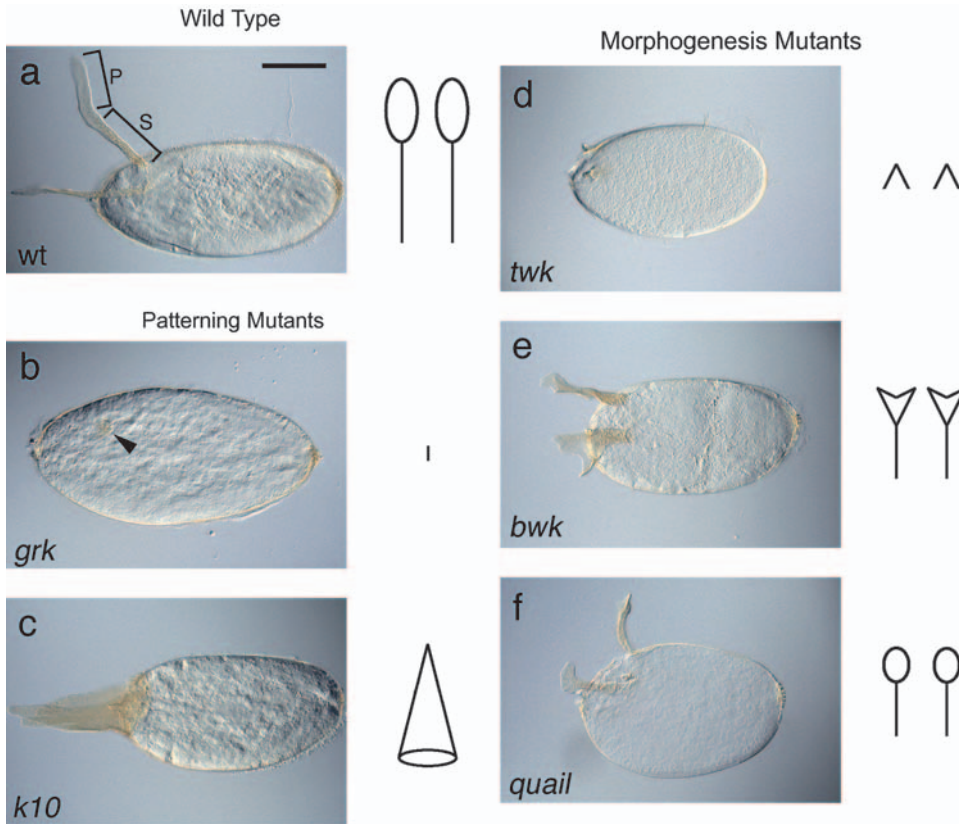 Wild Type
a
P
S
wt
Patterning Mutants
b
grk
c
k10
Morphogenesis Mutants
d
twk
e
bwk
f
quail